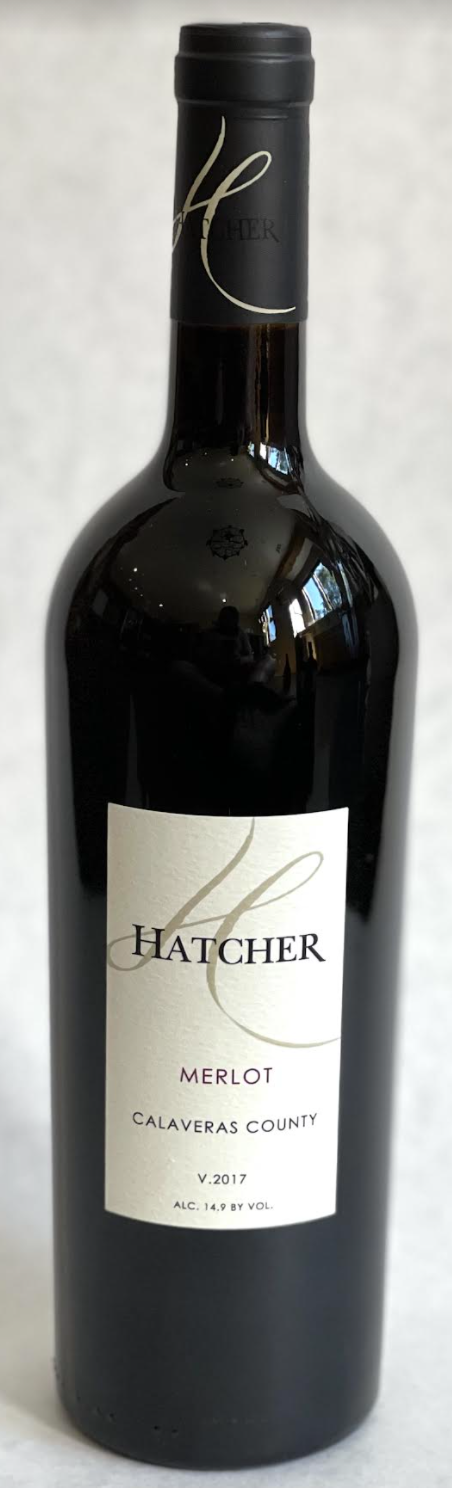 HATCHER
HATCHER
MERLOT
CALAVERAS COUNTY
V.2017
ALC. 14.9 BY VOL.